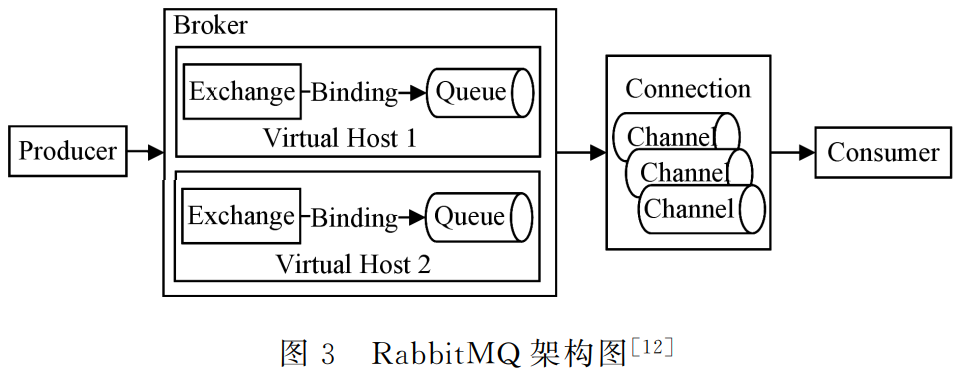 Broker
Exchange Binding Queue
Virtual Host 1
Producer
Exchange Binding Queue
Virtual Host 2
Connection
Channel
Channel
Channel
Consumer
图 3 RabbitMQ 架构图[12]